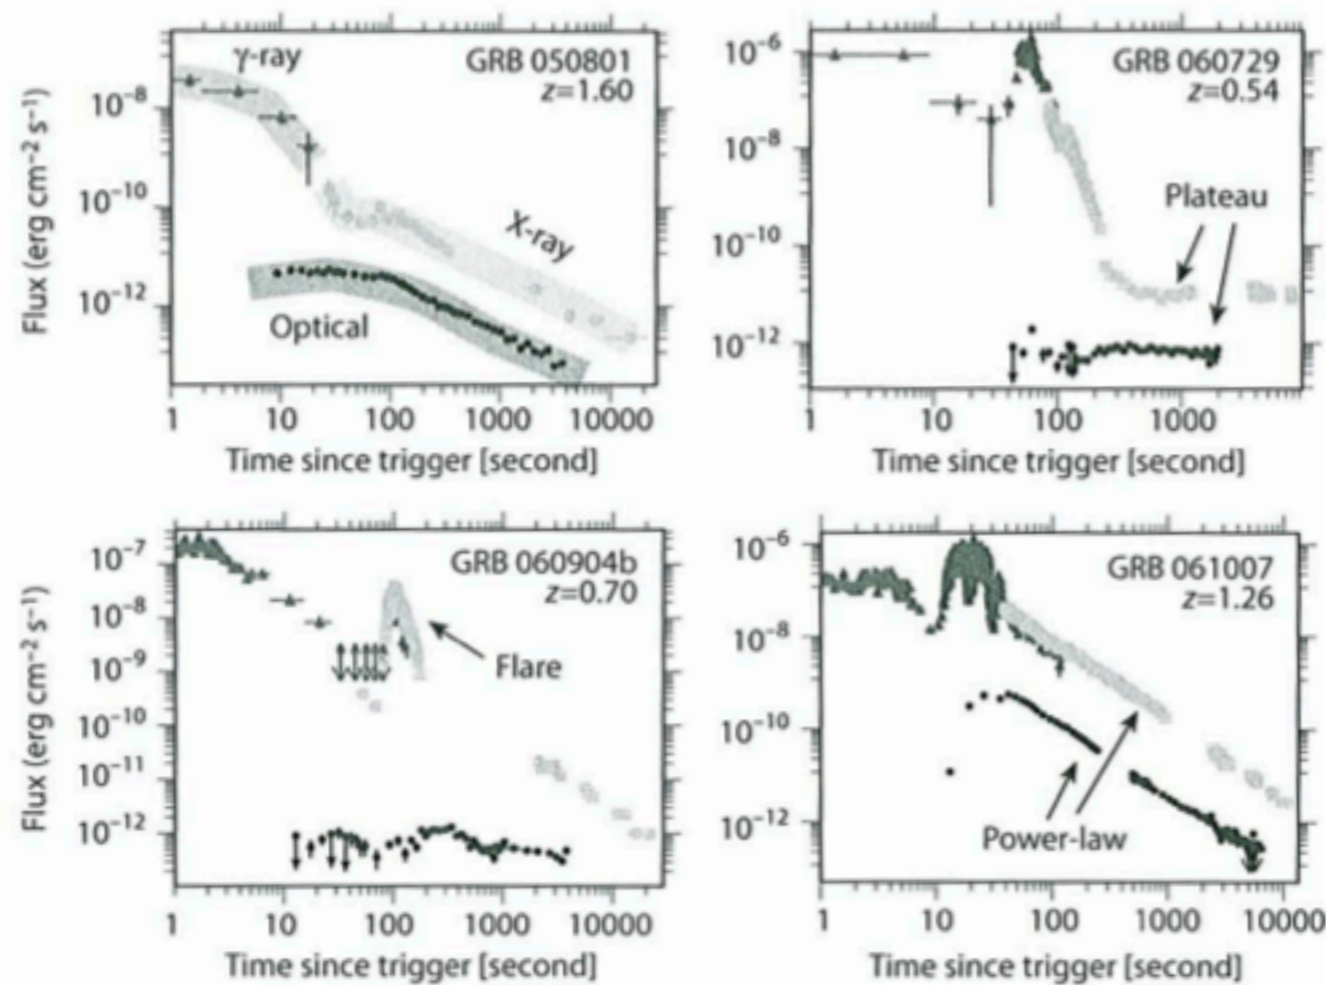 γ-ray
GRB 050801
z=1.60
10⁻⁸
10⁻¹⁰
10⁻¹²
X-ray
Optical
Flux (erg cm⁻² s⁻¹)
1 10 100 1000 10000
Time since trigger [second]
10⁻⁶
GRB 060729
z=0.54
10⁻⁸
Plateau
10⁻¹⁰
10⁻¹²
1 10 100 1000
Time since trigger [second]
10⁻⁷
GRB 060904b
z=0.70
10⁻⁸
10⁻⁹
Flare
10⁻¹⁰
10⁻¹¹
10⁻¹²
Flux (erg cm⁻² s⁻¹)
1 10 100 1000 10000
Time since trigger [second]
10⁻⁶
GRB 061007
z=1.26
10⁻⁸
10⁻¹⁰
10⁻¹²
Power-law
1 10 100 1000 10000
Time since trigger [second]